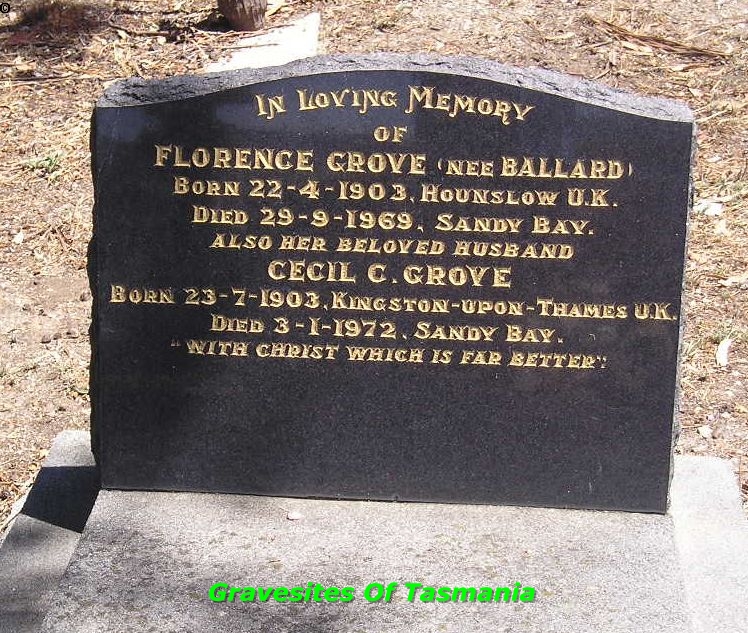 ©
IN LOVING MEMORY
OF
FLORENCE GROVE (NEE BALLARD)
BORN 22-4-1903, HOUNSLOW U.K.
DIED 29-9-1969, SANDY BAY.
ALSO HER BELOVED HUSBAND
CECIL C. GROVE
BORN 23-7-1903, KINGSTON-UPON-THAMES U.K.
DIED 3-1-1972, SANDY BAY.
"WITH CHRIST WHICH IS FAR BETTER".
Gravesites Of Tasmania